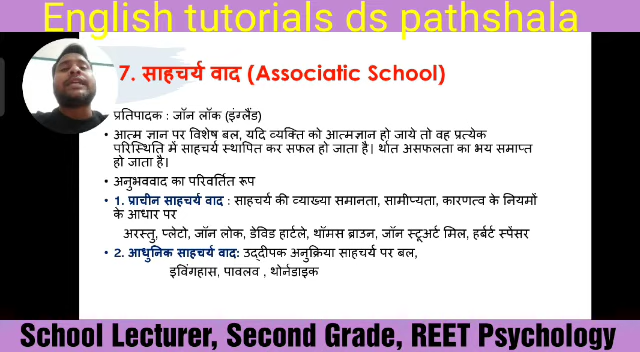 English tutorials ds pathshala
7. साहचर्य वाद (Associatic School)
प्रतिपादक : जॉन लॉक (इंग्लैंड)
• आत्म ज्ञान पर विशेष बल, यदि व्यक्ति को आत्मज्ञान हो जाये तो वह प्रत्येक
परिस्थिति में साहचर्य स्थापित कर सफल हो जाता है। र्थात असफलता का भय समाप्त
हो जाता है।
• अनुभववाद का परिवर्तित रूप
• 1. प्राचीन साहचर्य वाद : साहचर्य की व्याख्या समानता, सामीप्यता, कारणत्व के नियमों
के आधार पर
अरस्तु, प्लेटो, जॉन लोक, डेविड हार्टले, थॉमस ब्राउन, जॉन स्टूअर्ट मिल, हर्बर्ट स्पेंसर
• 2. आधुनिक साहचर्य वाद: उद्दीपक अनुक्रिया साहचर्य पर बल,
इविंगहास, पावलव , थोर्नडाइक
School Lecturer, Second Grade, REET Psychology